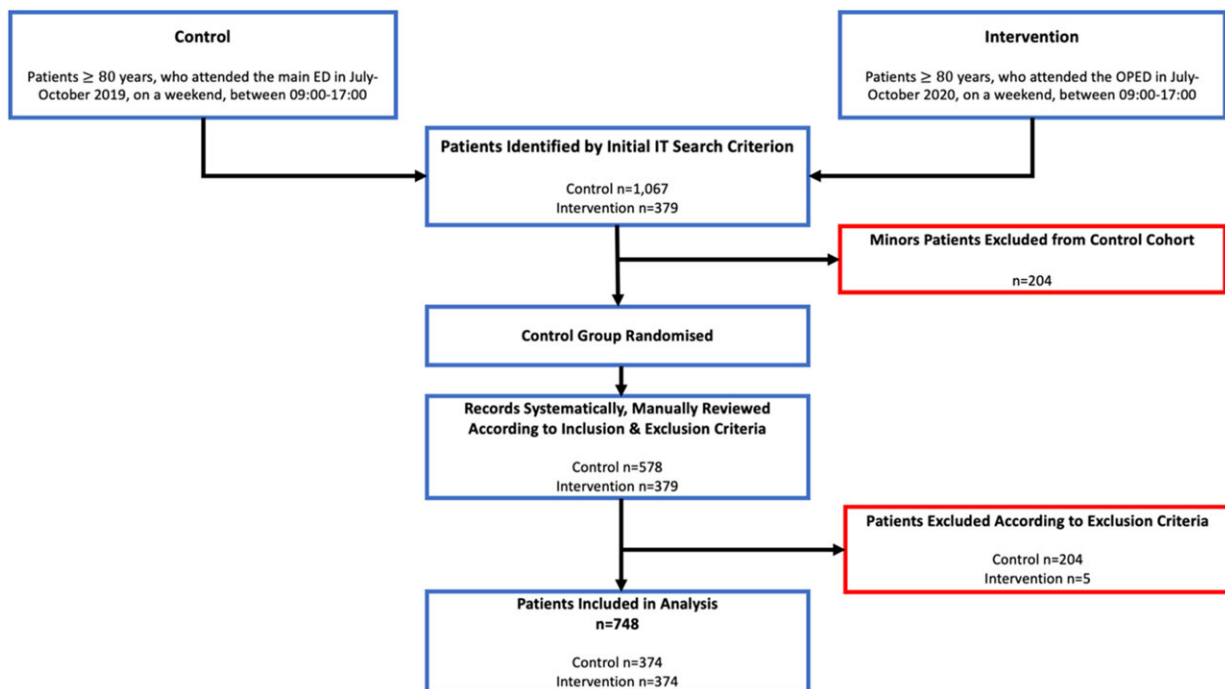 Control
Patients ≥ 80 years, who attended the main ED in July-
October 2019, on a weekend, between 09:00-17:00
Intervention
Patients ≥ 80 years, who attended the OPED in July-
October 2020, on a weekend, between 09:00-17:00
Patients Identified by Initial IT Search Criterion
Control n=1,067
Intervention n=379
Minors Patients Excluded from Control Cohort
n=204
Control Group Randomised
Records Systematically, Manually Reviewed
According to Inclusion & Exclusion Criteria
Control n=578
Intervention n=379
Patients Excluded According to Exclusion Criteria
Control n=204
Intervention n=5
Patients Included in Analysis
n=748
Control n=374
Intervention n=374